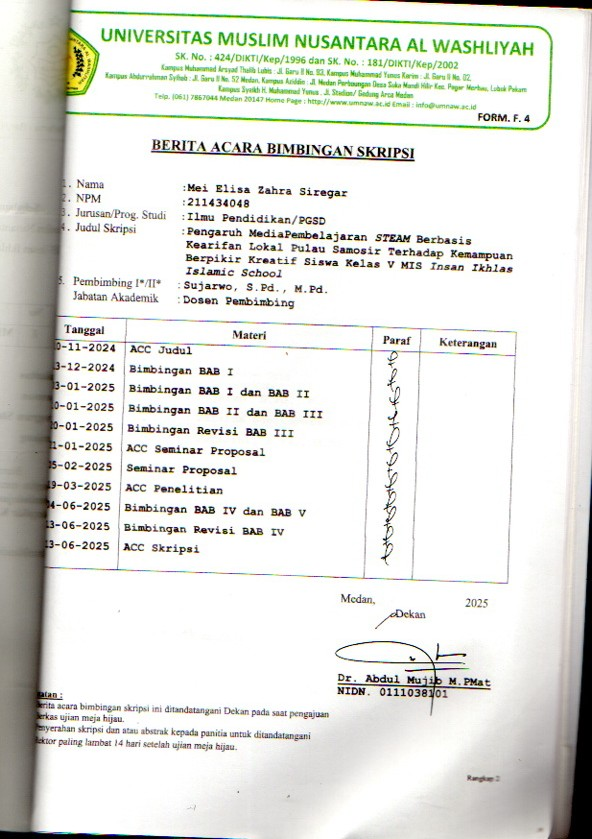 UNIVERSITAS MUSLIM NUSANTARA AL WASHLIYAH
SK. No. : 424/DIKTI/Kep/1996 dan SK. No. : 181/DIKTI/Kep/2002
Kampus Muhammad Arsyad Thalib Lubis : Jl. Garu II No. 93, Kampus Muhammad Yunus Karim : Jl. Garu II No. 02,
Kampus Abdurrahman Syihab : Jl. Garu II No. 52 Medan, Kampus Aziddin : Jl. Medan Perbaungan Desa Suka Mandi Hilir Kec. Pagar Merbau, Lubuk Pakam
Kampus Syeikh H. Muhammad Yunus : Jl. Stadion/ Gedung Arca Medan
Telp. (061) 7867044 Medan 20147 Home Page : http://www.umnaw.ac.id Email : info@umnaw.ac.id
FORM. F. 4
BERITA ACARA BIMBINGAN SKRIPSI
. Nama :Mei Elisa Zahra Siregar
. NPM :211434048
. Jurusan/Prog. Studi :Ilmu Pendidikan/PGSD
. Judul Skripsi :Pengaruh MediaPembelajaran STEAM Berbasis
Kearifan Lokal Pulau Samosir Terhadap Kemampuan
Berpikir Kreatif Siswa Kelas V MIS Insan Ikhlas
Islamic School
5. Pembimbing I*/II* :Sujarwo, S.Pd., M.Pd.
Jabatan Akademik :Dosen Pembimbing
Tanggal Materi Paraf Keterangan
0-11-2024 ACC Judul
3-12-2024 Bimbingan BAB I
3-01-2025 Bimbingan BAB I dan BAB II
0-01-2025 Bimbingan BAB II dan BAB III
20-01-2025 Bimbingan Revisi BAB III
1-01-2025 ACC Seminar Proposal
05-02-2025 Seminar Proposal
19-03-2025 ACC Penelitian
04-06-2025 Bimbingan BAB IV dan BAB V
13-06-2025 Bimbingan Revisi BAB IV
13-06-2025 ACC Skripsi
Medan, 2025
Dekan
Dr. Abdul Mujib M.PMat
NIDN. 0111038101
atan :
Berita acara bimbingan skripsi ini ditandatangani Dekan pada saat pengajuan
berkas ujian meja hijau.
Penyerahan skripsi dan atau abstrak kepada panitia untuk ditandatangani
ektor paling lambat 14 hari setelah ujian meja hijau.
Rangkap 2